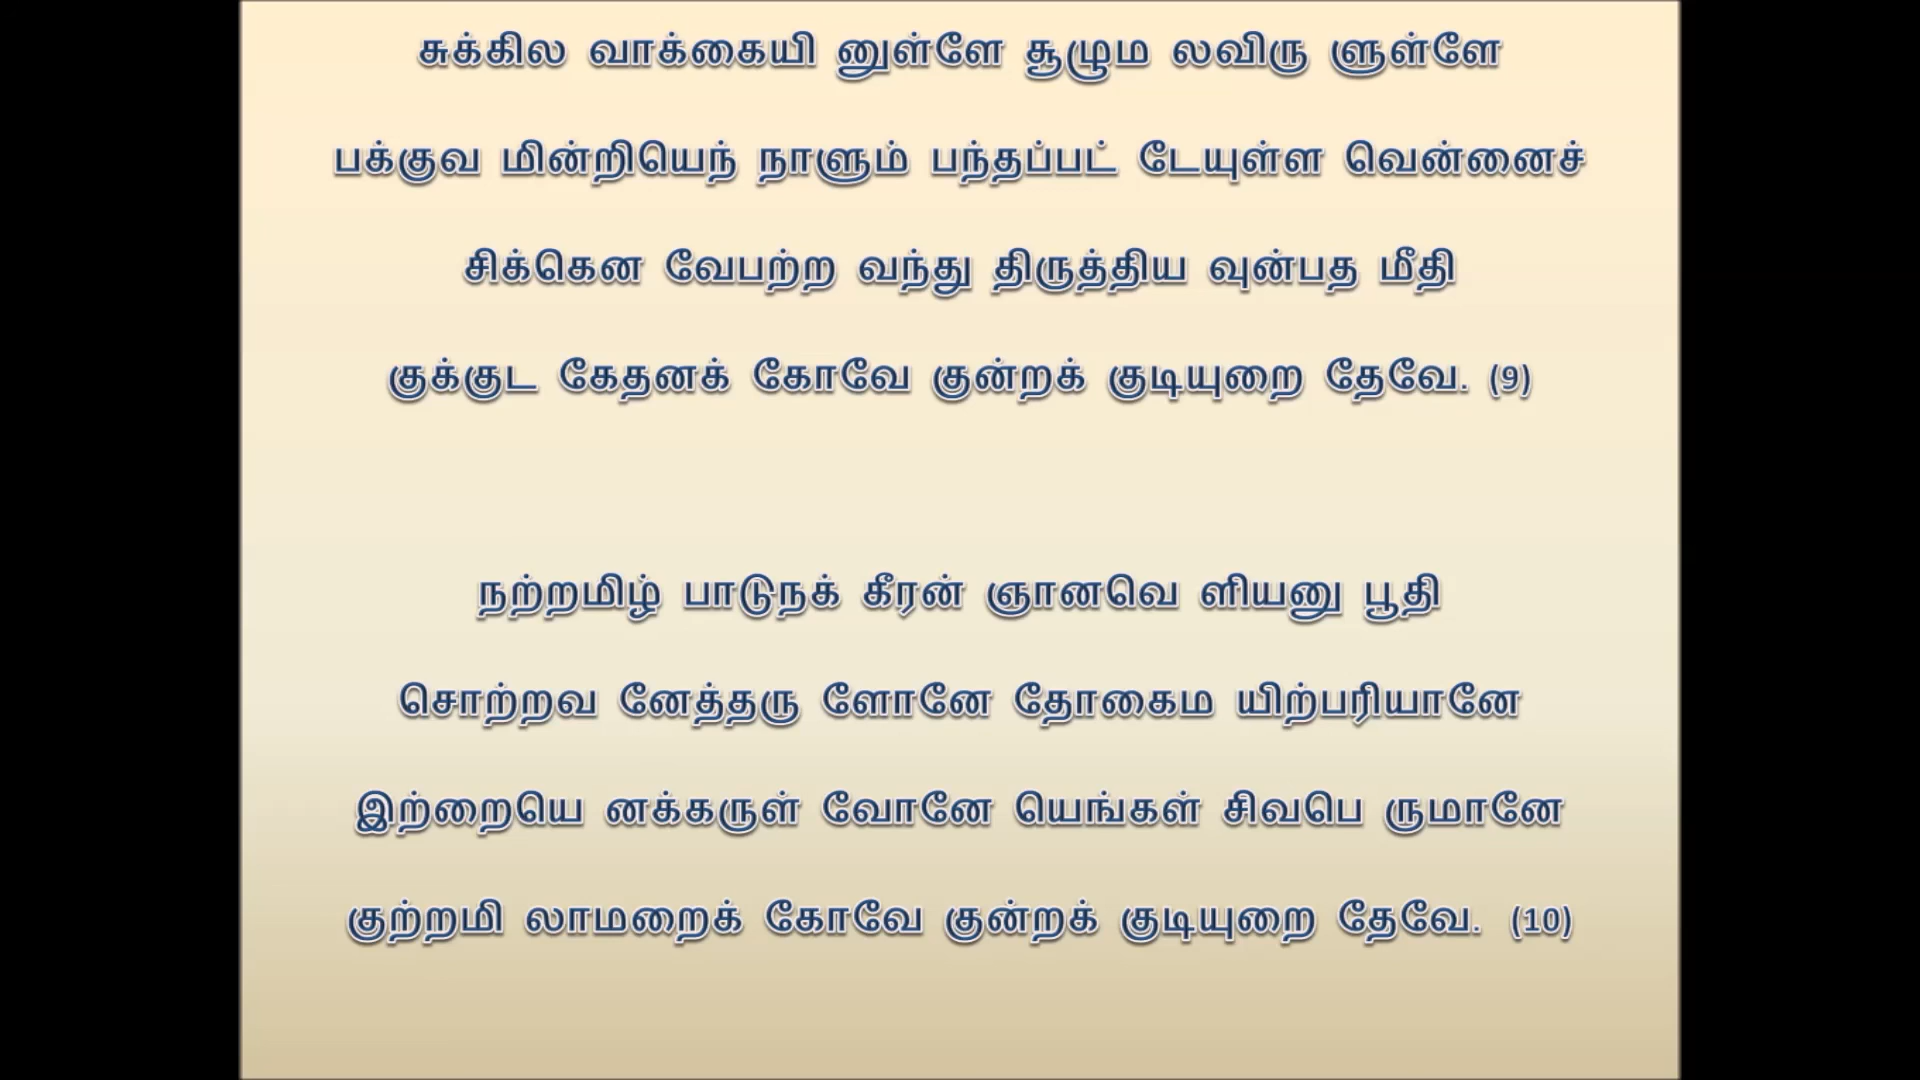 சுக்கில வாக்கையி னுள்ளே சூழும லவிரு ளுள்ளே
பக்குவ மின்றியெந் நாளும் பந்தப்பட் டேயுள்ள வென்னைச்
சிக்கென வேபற்ற வந்து திருத்திய வுன்பத மீதி
குக்குட கேதனக் கோவே குன்றக் குடியுறை தேவே. (9)
நற்றமிழ் பாடுநக் கீரன் ஞானவெ ளியனு பூதி
சொற்றவ னேத்தரு ளோனே தோகைம யிற்பரியானே
இற்றையெ னக்கருள் வோனே யெங்கள் சிவபெ ருமானே
குற்றமி லாமறைக் கோவே குன்றக் குடியுறை தேவே. (10)